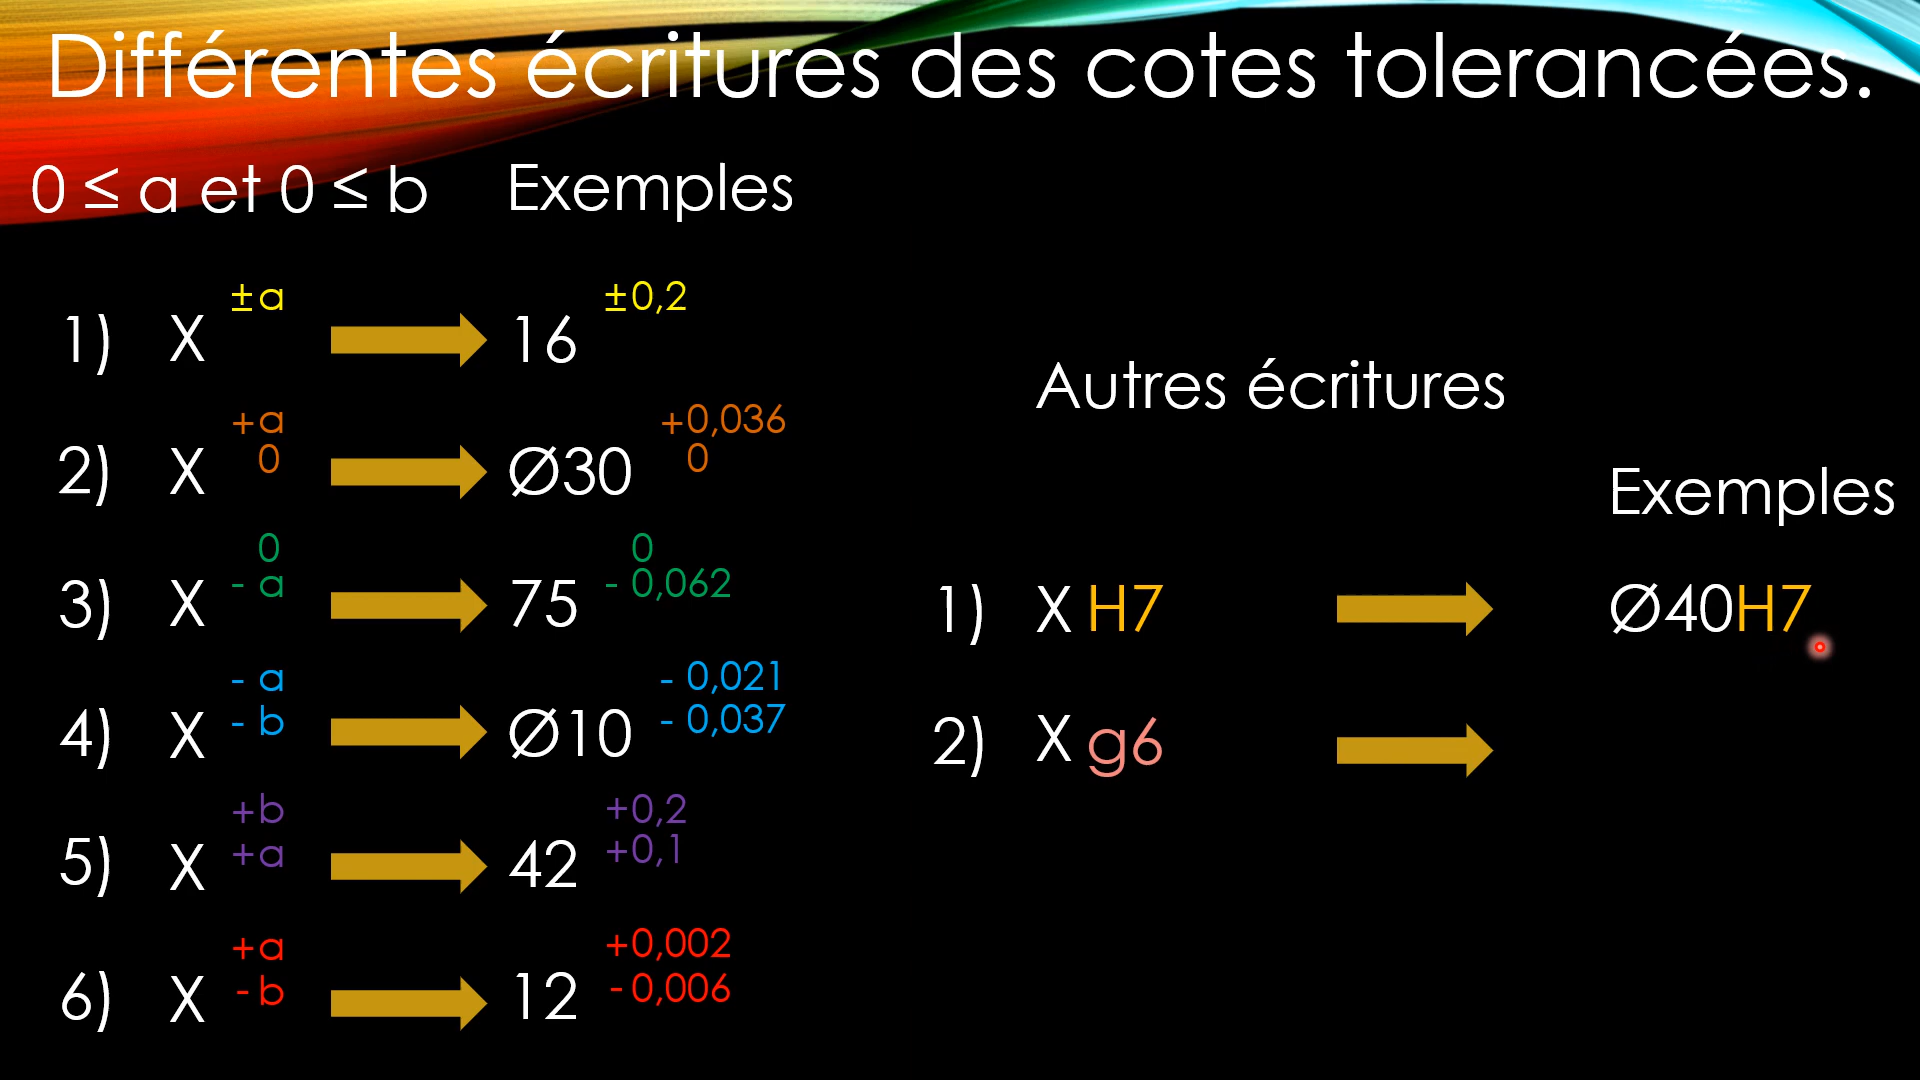 Différentes écritures des cotes tolerancées.
0 ≤ a et 0 ≤ b
Exemples
1) X ±a 16 ±0,2
2) X +a 0 Ø30 +0,036 0
3) X 0 - a 75 0 - 0,062
4) X - a - b Ø10 - 0,021 - 0,037
5) X +b +a 42 +0,2 +0,1
6) X +a - b 12 +0,002 - 0,006
Autres écritures
Exemples
1) X H7 Ø40H7
2) X g6